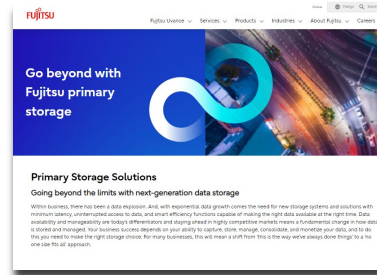 FUJITSU
Fujitsu Uvance Services Products Industries About Fujitsu Careers
Go beyond with
Fujitsu primary
storage
Primary Storage Solutions
Going beyond the limits with next-generation data storage
Within business, there has been a data explosion. And, with exponential data growth comes the need for new storage systems and solutions with
minimum latency, uninterrupted access to data, and smart efficiency functions capable of making the right data available at the right time. Data
availability and manageability are today's differentiators and staying ahead in highly competitive markets means a fundamental change in how data
is stored and managed. Your business success depends on your ability to capture, store, manage, consolidate, and monetize your data, and to do
this you need to make the right storage choice. For many businesses, this will mean a shift from 'this is the way we've always done things' to a 'no
one size fits all' approach.